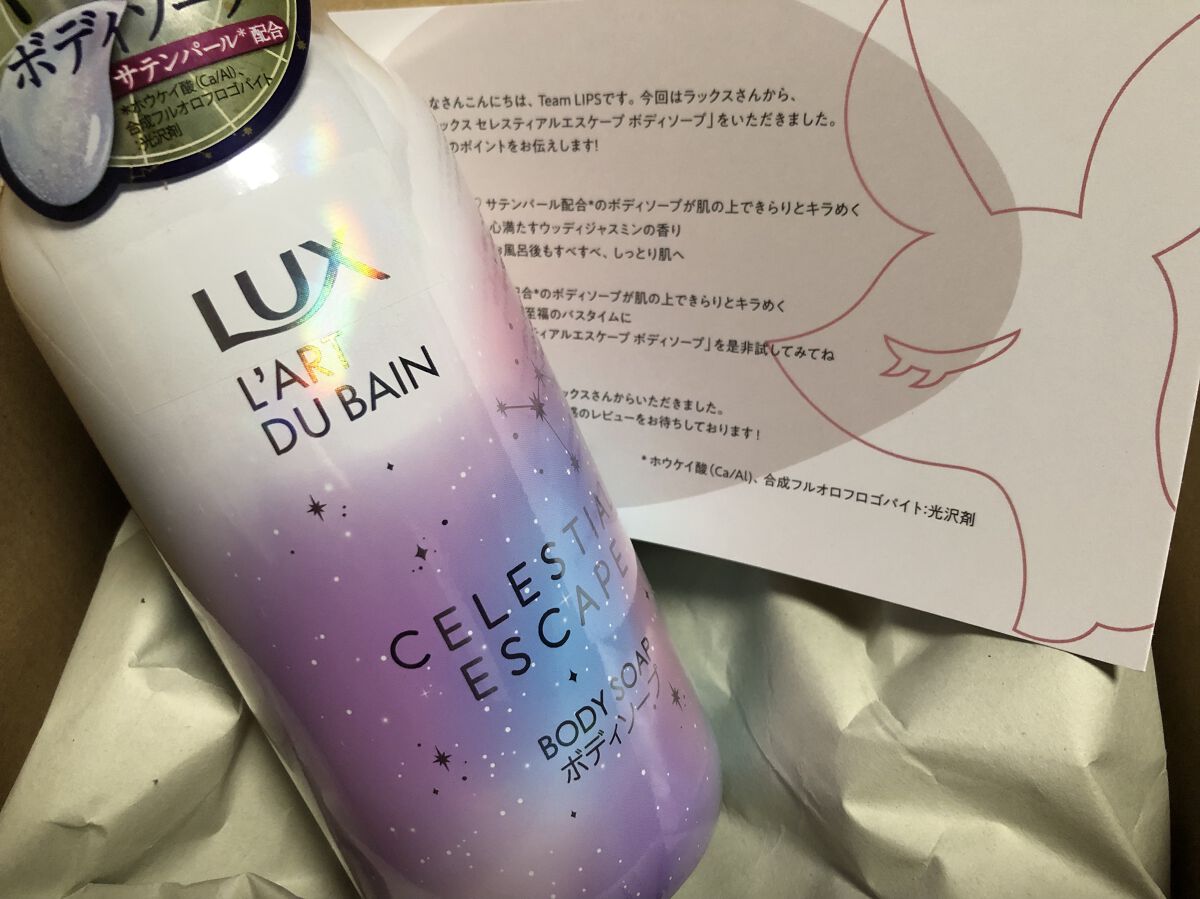 ボディソープ
サテンパール*配合
*ホウケイ酸(Ca/Al)、
合成フルオロフロゴパイト
:光沢剤
LUX
L'ART
DU BAIN
CELESTIAL
ESCAPE
BODY SOAP
ボディソープ
なさんこんにちは、Team LIPSです。今回はラックスさんから、
ックス セレスティアルエスケープ ボディソープ」をいただきました。
のポイントをお伝えします!
サテンパール配合*のボディソープが肌の上できらりとキラめく
心満たすウッディジャスミンの香り
風呂後もすべすべ、しっとり肌へ
配合*のボディソープが肌の上できらりとキラめく
至福のバスタイムに
ティアルエスケープ ボディソープ」を是非試してみてね
ックスさんからいただきました。
のレビューをお待ちしております!
*ホウケイ酸(Ca/Al)、合成フルオロフロゴパイト:光沢剤